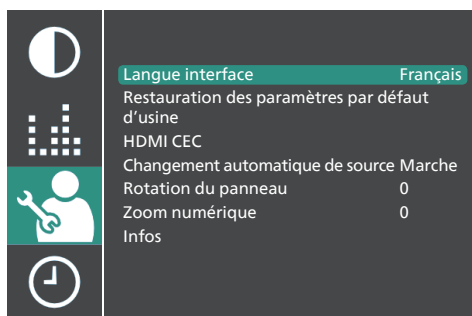 Langue interface Français
Restauration des paramètres par défaut
d'usine
HDMI CEC
Changement automatique de source Marche
Rotation du panneau 0
Zoom numérique 0
Infos